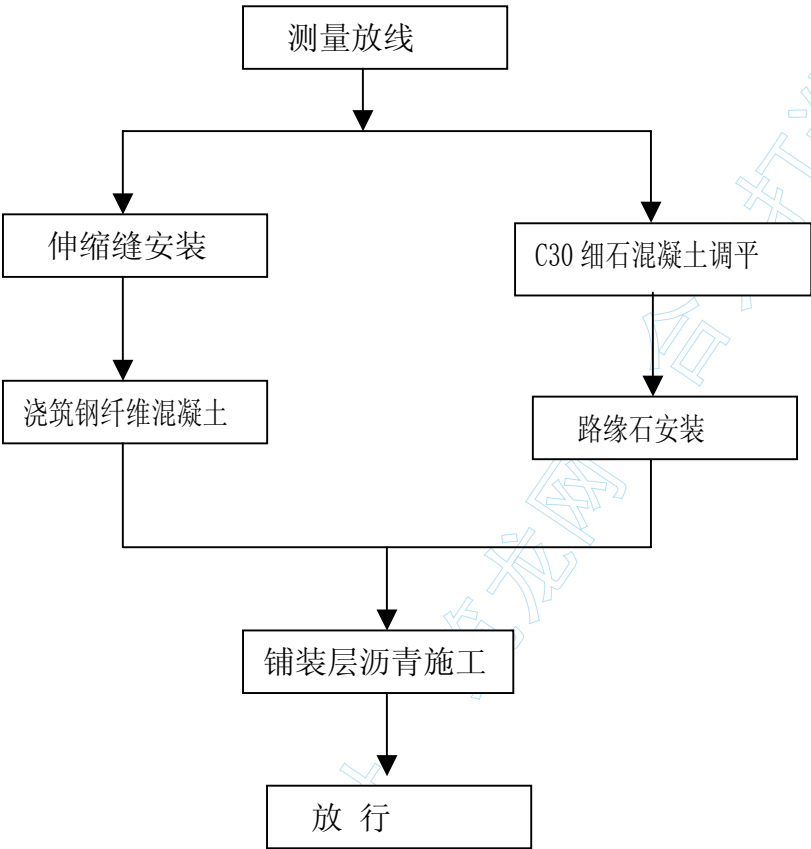 测量放线
伸缩缝安装
C30 细石混凝土调平
浇筑钢纤维混凝土
路缘石安装
铺装层沥青施工
放 行